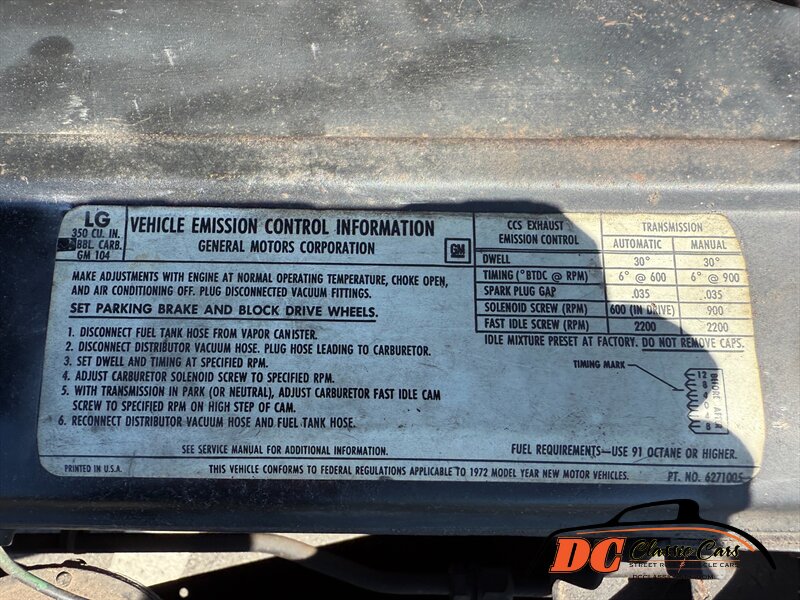 LG
350 CU. IN.
BBL. CARB.
GM 104
VEHICLE EMISSION CONTROL INFORMATION
GENERAL MOTORS CORPORATION
GM
MAKE ADJUSTMENTS WITH ENGINE AT NORMAL OPERATING TEMPERATURE, CHOKE OPEN,
AND AIR CONDITIONING OFF. PLUG DISCONNECTED VACUUM FITTINGS.
SET PARKING BRAKE AND BLOCK DRIVE WHEELS.
1. DISCONNECT FUEL TANK HOSE FROM VAPOR CANISTER.
2. DISCONNECT DISTRIBUTOR VACUUM HOSE. PLUG HOSE LEADING TO CARBURETOR.
3. SET DWELL AND TIMING AT SPECIFIED RPM.
4. ADJUST CARBURETOR SOLENOID SCREW TO SPECIFIED RPM.
5. WITH TRANSMISSION IN PARK (OR NEUTRAL), ADJUST CARBURETOR FAST IDLE CAM
SCREW TO SPECIFIED RPM ON HIGH STEP OF CAM.
6. RECONNECT DISTRIBUTOR VACUUM HOSE AND FUEL TANK HOSE.
CCS EXHAUST EMISSION CONTROL TRANSMISSION
AUTOMATIC MANUAL
DWELL 30° 30°
TIMING (°BTDC @ RPM) 6° @ 600 6° @ 900
SPARK PLUG GAP .035 .035
SOLENOID SCREW (RPM) 600 (IN DRIVE) 900
FAST IDLE SCREW (RPM) 2200 2200
IDLE MIXTURE PRESET AT FACTORY. DO NOT REMOVE CAPS.
TIMING MARK
12
8
4
0
4
8
BEFORE
AFTER
SEE SERVICE MANUAL FOR ADDITIONAL INFORMATION.
FUEL REQUIREMENTS—USE 91 OCTANE OR HIGHER.
PRINTED IN U.S.A.
THIS VEHICLE CONFORMS TO FEDERAL REGULATIONS APPLICABLE TO 1972 MODEL YEAR NEW MOTOR VEHICLES.
PT. NO. 6271005
DC Classic Cars